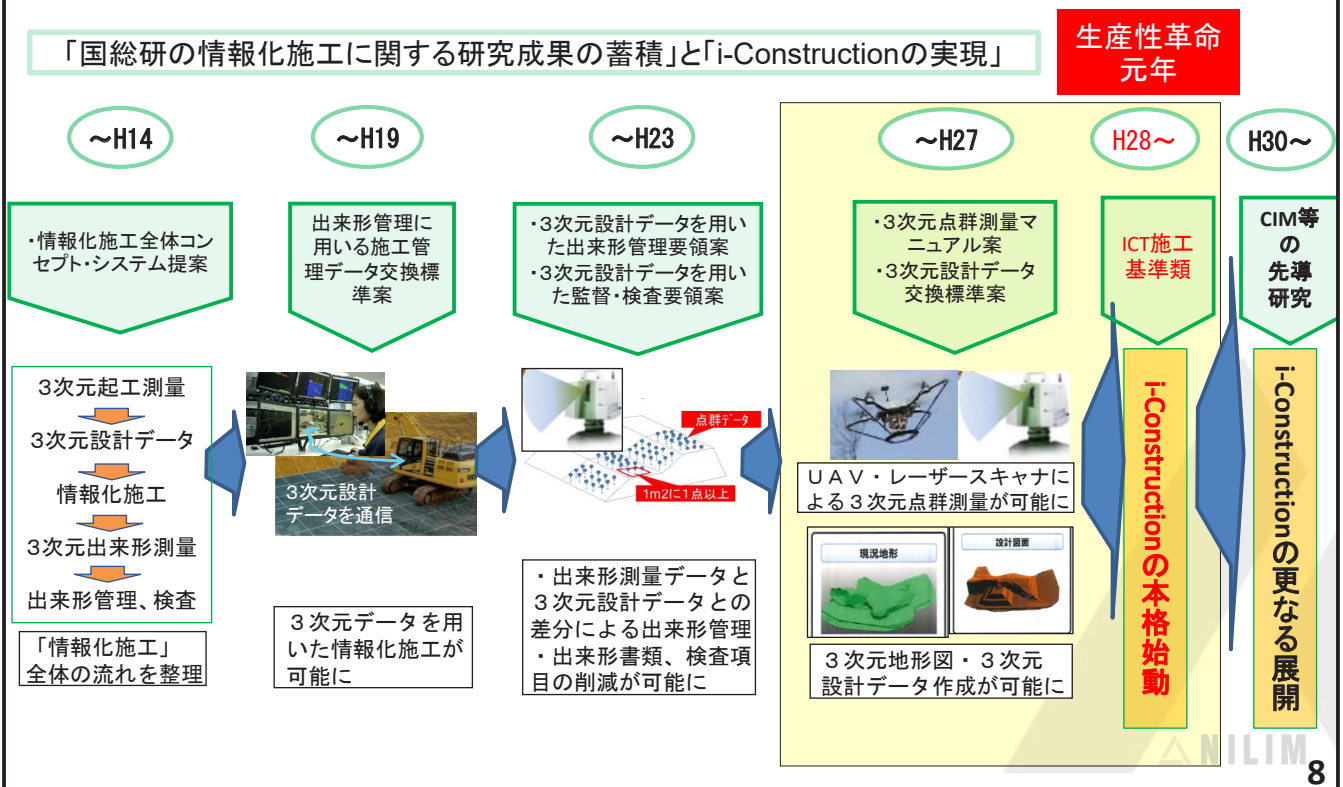 「国総研の情報化施工に関する研究成果の蓄積」と「i-Constructionの実現」
生産性革命
元年
～H14
～H19
～H23
～H27
H28～
H30～
・情報化施工全体コン
セプト・システム提案
出来形管理に
用いる施工管
理データ交換標
準案
・３次元設計データを用い
た出来形管理要領案
・３次元設計データを用い
た監督・検査要領案
・３次元点群測量マ
ニュアル案
・３次元設計データ
交換標準案
ICT施工
基準類
CIM等
の
先導
研究
３次元起工測量
３次元設計データ
情報化施工
３次元出来形測量
出来形管理、検査
「情報化施工」
全体の流れを整理
３次元設計
データを通信
３次元データを用
いた情報化施工が
可能に
点群データ
1m2に1点以上
・出来形測量データと
３次元設計データとの
差分による出来形管理
・出来形書類、検査項
目の削減が可能に
ＵＡＶ・レーザースキャナに
よる３次元点群測量が可能に
現況地形
設計図面
３次元地形図・３次元
設計データ作成が可能に
i-Constructionの本格始動
i-Constructionの更なる展開
NILIM
8